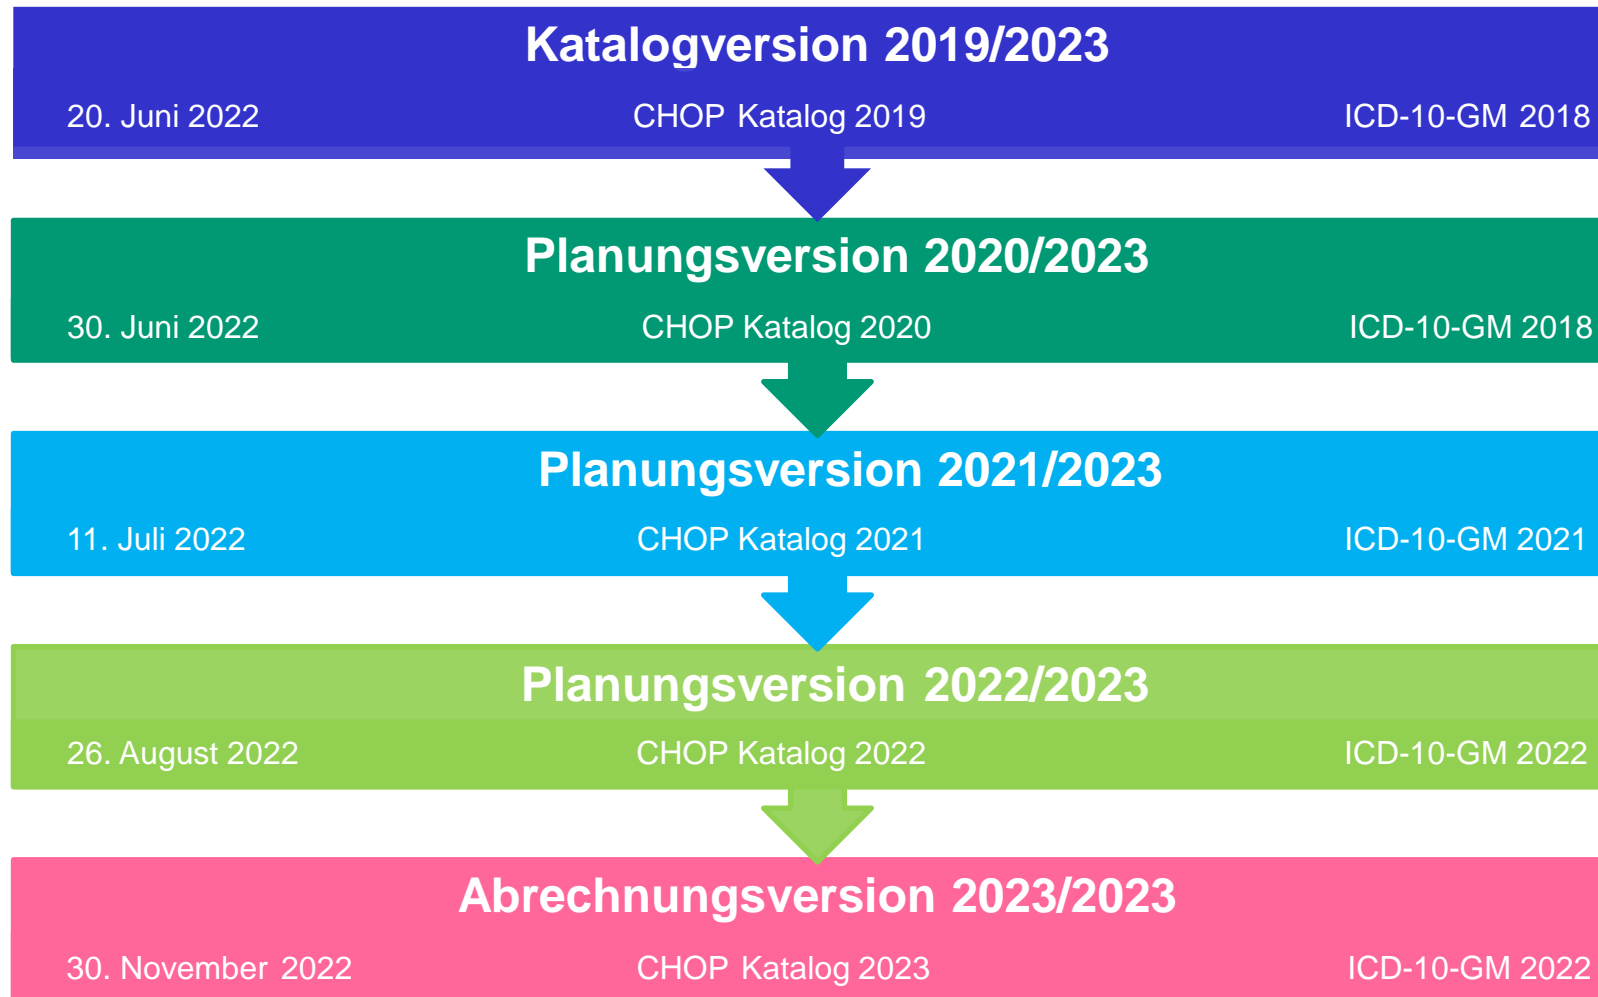 Katalogversion 2019/2023
20. Juni 2022 CHOP Katalog 2019 ICD-10-GM 2018
Planungsversion 2020/2023
30. Juni 2022 CHOP Katalog 2020 ICD-10-GM 2018
Planungsversion 2021/2023
11. Juli 2022 CHOP Katalog 2021 ICD-10-GM 2021
Planungsversion 2022/2023
26. August 2022 CHOP Katalog 2022 ICD-10-GM 2022
Abrechnungsversion 2023/2023
30. November 2022 CHOP Katalog 2023 ICD-10-GM 2022